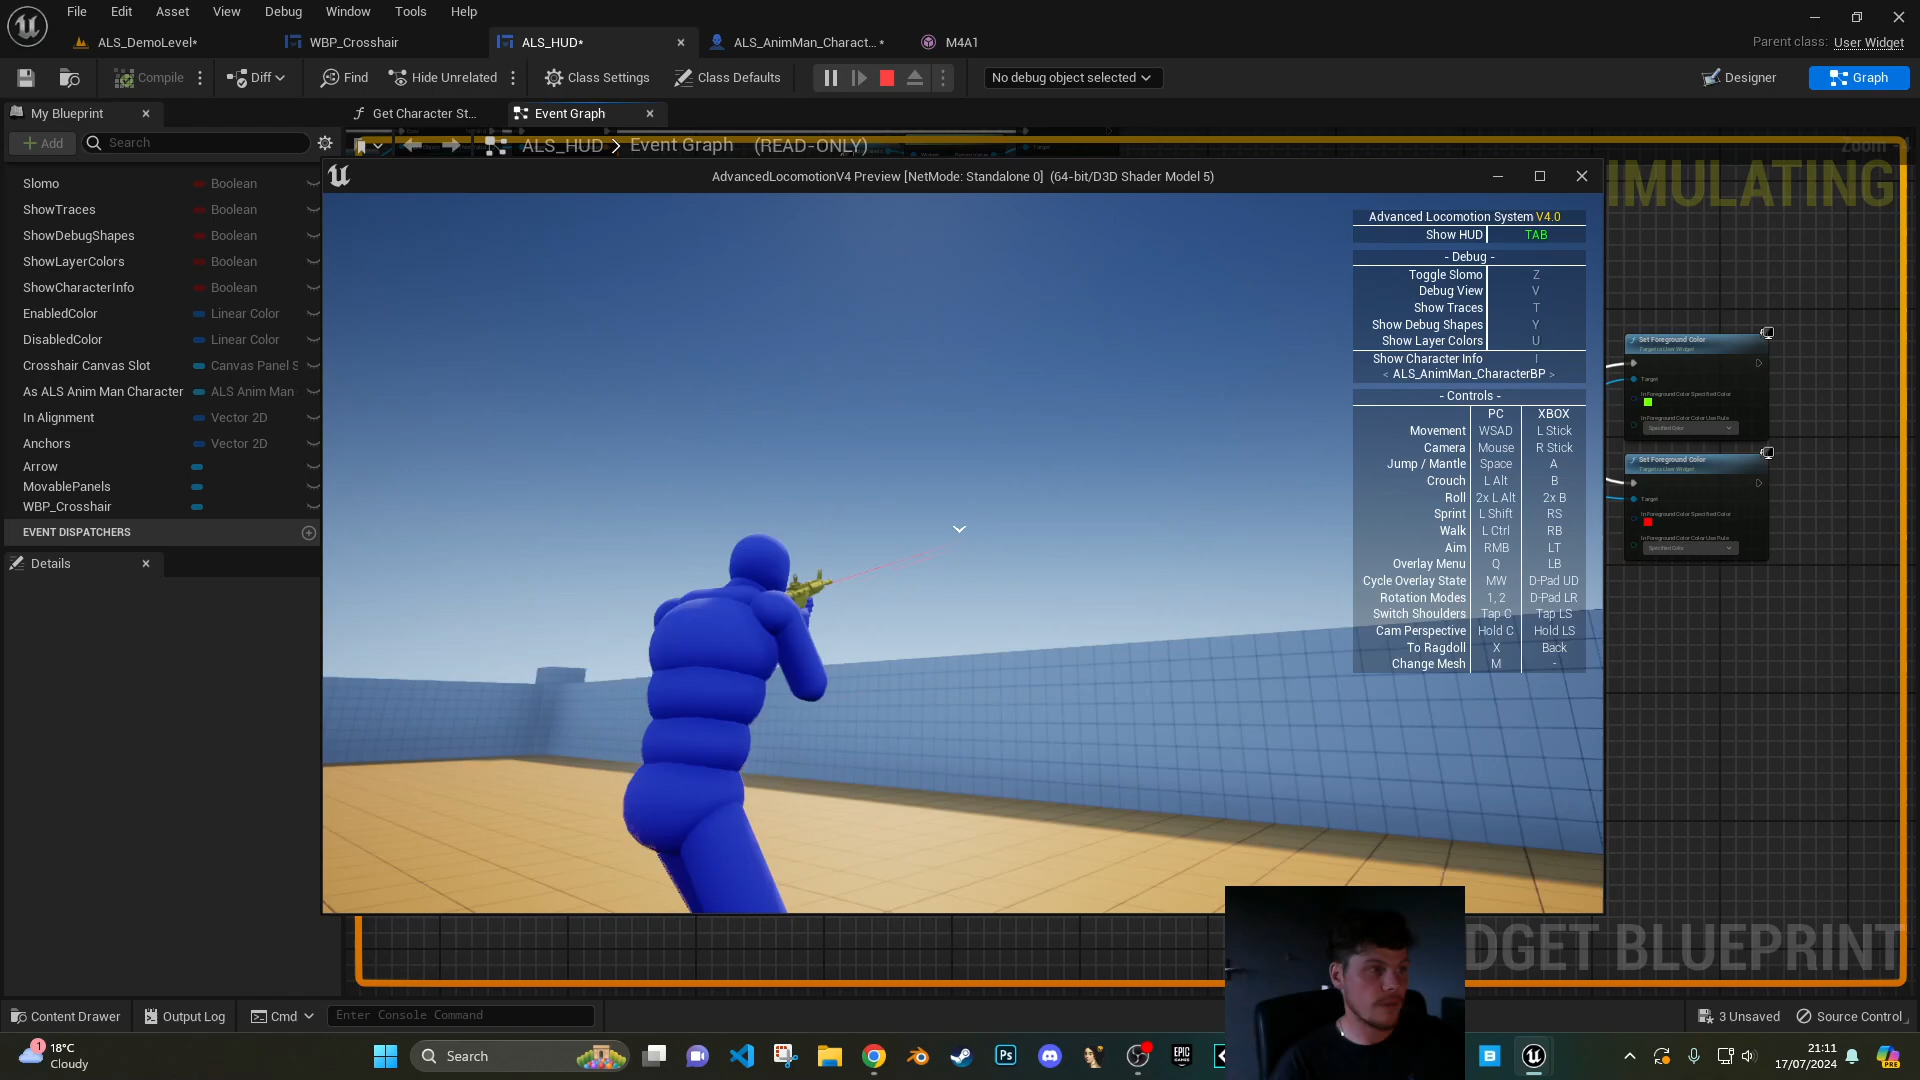 File Edit Asset View Debug Window Tools Help
ALS_DemoLevel* WBP_Crosshair ALS_HUD* ALS_AnimMan_Charact...* M4A1
Parent class: User Widget
Compile Diff Find Hide Unrelated Class Settings Class Defaults No debug object selected Designer Graph
My Blueprint Get Character St... Event Graph
Add Search ALS_HUD > Event Graph (READ-ONLY)
IMULATING
AdvancedLocomotionV4 Preview [NetMode: Standalone 0] (64-bit/D3D Shader Model 5)
Slomo Boolean
ShowTraces Boolean
ShowDebugShapes Boolean
ShowLayerColors Boolean
ShowCharacterInfo Boolean
EnabledColor Linear Color
DisabledColor Linear Color
Crosshair Canvas Slot Canvas Panel S
As ALS Anim Man Character ALS Anim Man
In Alignment Vector 2D
Anchors Vector 2D
Arrow
MovablePanels
WBP_Crosshair
EVENT DISPATCHERS
Details
Advanced Locomotion System V4.0
Show HUD TAB
- Debug -
Toggle Slomo Z
Debug View V
Show Traces T
Show Debug Shapes Y
Show Layer Colors U
Show Character Info I
< ALS_AnimMan_CharacterBP >
- Controls -
PC XBOX
Movement WSAD L Stick
Camera Mouse R Stick
Jump / Mantle Space A
Crouch L Alt B
Roll 2x L Alt 2x B
Sprint L Shift RS
Walk L Ctrl RB
Aim RMB LT
Overlay Menu Q LB
Cycle Overlay State MW D-Pad UD
Rotation Modes 1, 2 D-Pad LR
Switch Shoulders Tap C Tap LS
Cam Perspective Hold C Hold LS
To Ragdoll X Back
Change Mesh M -
Set Foreground Color
Target is User Widget
Target
In Foreground Color Specified Color
In Foreground Color Color Use Rule
Specified Color
Set Foreground Color
Target is User Widget
Target
In Foreground Color Specified Color
In Foreground Color Color Use Rule
Specified Color
DGET BLUEPRINT
Content Drawer Output Log Cmd Enter Console Command 3 Unsaved Source Control
1 18°C
Cloudy
Search
Ps
EPIC GAMES
B
21:11
17/07/2024
PRE